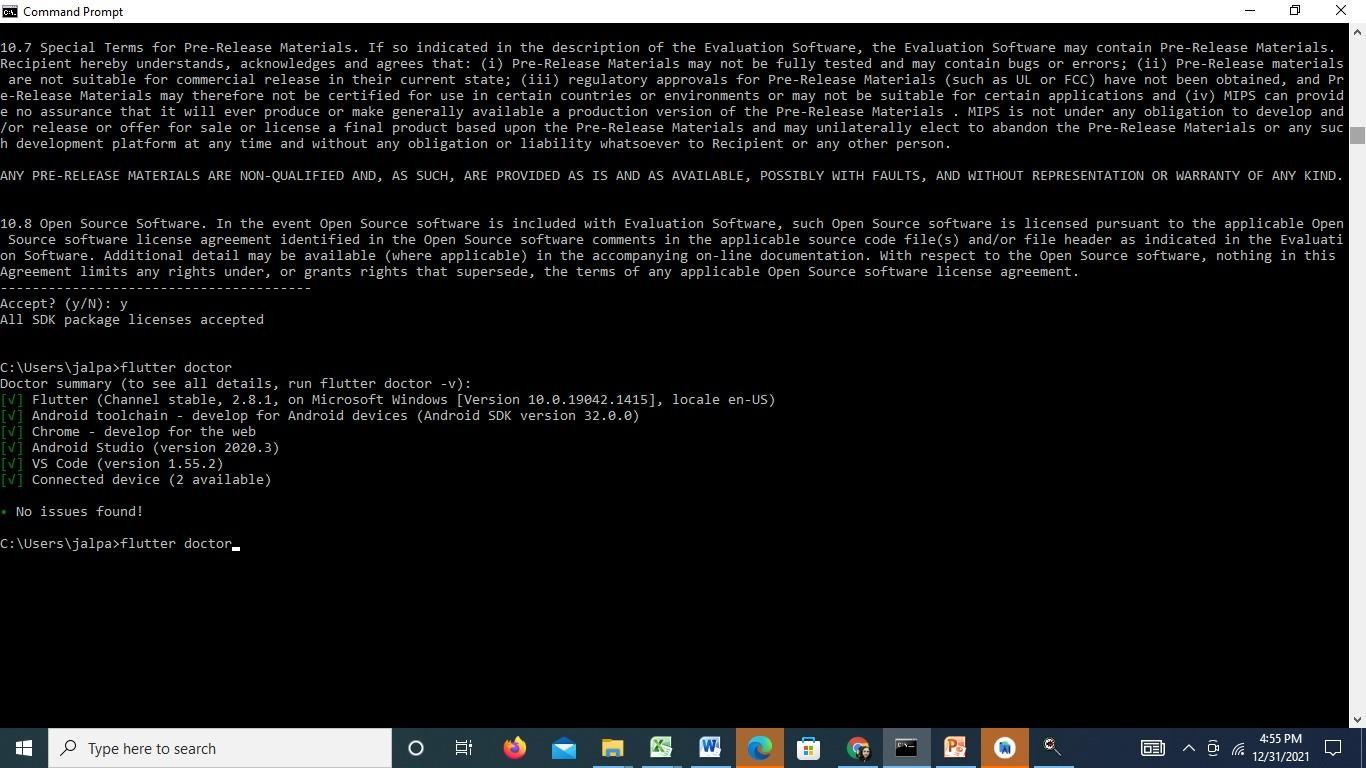 Command Prompt
10.7 Special Terms for Pre-Release Materials. If so indicated in the description of the Evaluation Software, the Evaluation Software may contain Pre-Release Materials.
Recipient hereby understands, acknowledges and agrees that: (i) Pre-Release Materials may not be fully tested and may contain bugs or errors; (ii) Pre-Release materials
are not suitable for commercial release in their current state; (iii) regulatory approvals for Pre-Release Materials (such as UL or FCC) have not been obtained, and Pr
e-Release Materials may therefore not be certified for use in certain countries or environments or may not be suitable for certain applications and (iv) MIPS can provid
e no assurance that it will ever produce or make generally available a production version of the Pre-Release Materials . MIPS is not under any obligation to develop and
/or release or offer for sale or license a final product based upon the Pre-Release Materials and may unilaterally elect to abandon the Pre-Release Materials or any suc
h development platform at any time and without any obligation or liability whatsoever to Recipient or any other person.
ANY PRE-RELEASE MATERIALS ARE NON-QUALIFIED AND, AS SUCH, ARE PROVIDED AS IS AND AS AVAILABLE, POSSIBLY WITH FAULTS, AND WITHOUT REPRESENTATION OR WARRANTY OF ANY KIND.
10.8 Open Source Software. In the event Open Source software is included with Evaluation Software, such Open Source software is licensed pursuant to the applicable Open
Source software license agreement identified in the Open Source software comments in the applicable source code file(s) and/or file header as indicated in the Evaluati
on Software. Additional detail may be available (where applicable) in the accompanying on-line documentation. With respect to the Open Source software, nothing in this
Agreement limits any rights under, or grants rights that supersede, the terms of any applicable Open Source software license agreement.
---------------------------------------
Accept? (y/N): y
All SDK package licenses accepted
C:\Users\jalpa>flutter doctor
Doctor summary (to see all details, run flutter doctor -v):
[√] Flutter (Channel stable, 2.8.1, on Microsoft Windows [Version 10.0.19042.1415], locale en-US)
[√] Android toolchain - develop for Android devices (Android SDK version 32.0.0)
[√] Chrome - develop for the web
[√] Android Studio (version 2020.3)
[√] VS Code (version 1.55.2)
[√] Connected device (2 available)
• No issues found!
C:\Users\jalpa>flutter doctor
Type here to search
4:55 PM
12/31/2021